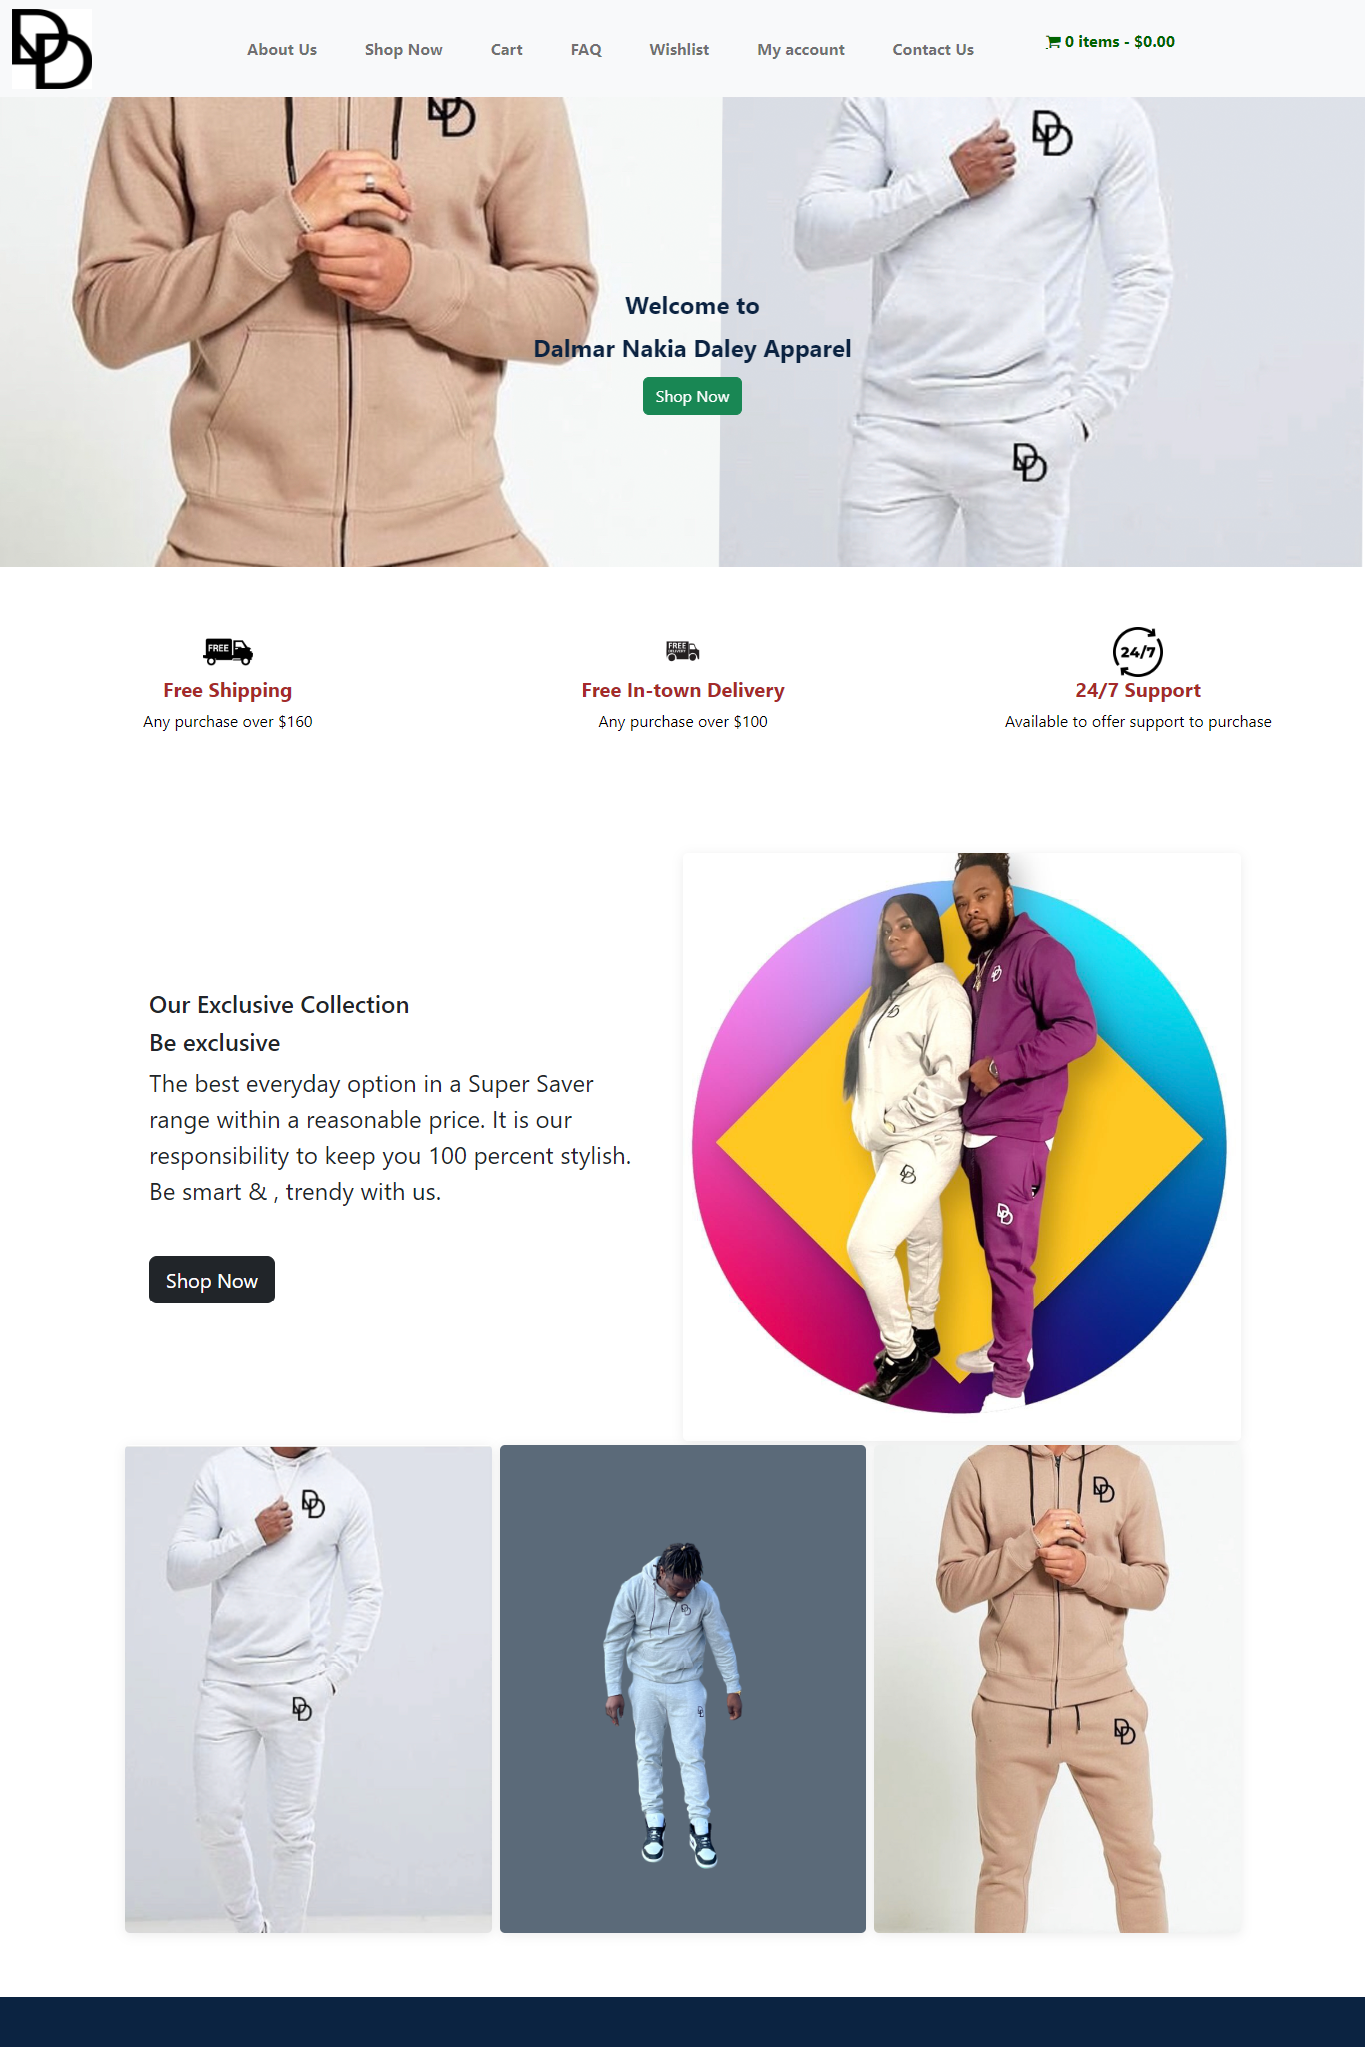 About Us
Shop Now
Cart
FAQ
Wishlist
My account
Contact Us
0 items - $0.00
Welcome to
Dalmar Nakia Daley Apparel
Shop Now
FREE
Free Shipping
Any purchase over $160
FREE
DELIVERY
Free In-town Delivery
Any purchase over $100
24/7
24/7 Support
Available to offer support to purchase
Our Exclusive Collection
Be exclusive
The best everyday option in a Super Saver
range within a reasonable price. It is our
responsibility to keep you 100 percent stylish.
Be smart & , trendy with us.
Shop Now